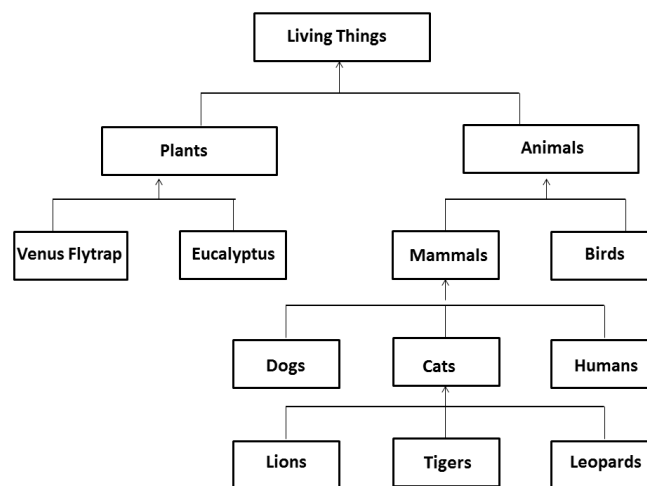 Living Things
Plants
Animals
Venus Flytrap
Eucalyptus
Mammals
Birds
Dogs
Cats
Humans
Lions
Tigers
Leopards